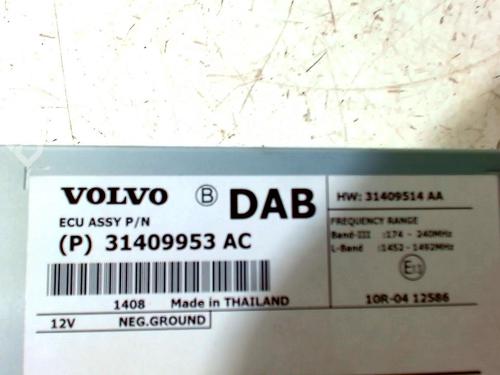 VOLVO B DAB
ECU ASSY P/N
(P) 31409953 AC
1408 Made in THAILAND
12V NEG.GROUND
HW: 31409514 AA
FREQUENCY RANGE
Band-III :174 - 240MHz
L-Band :1452-1492MHz
E11
10R-04 12586